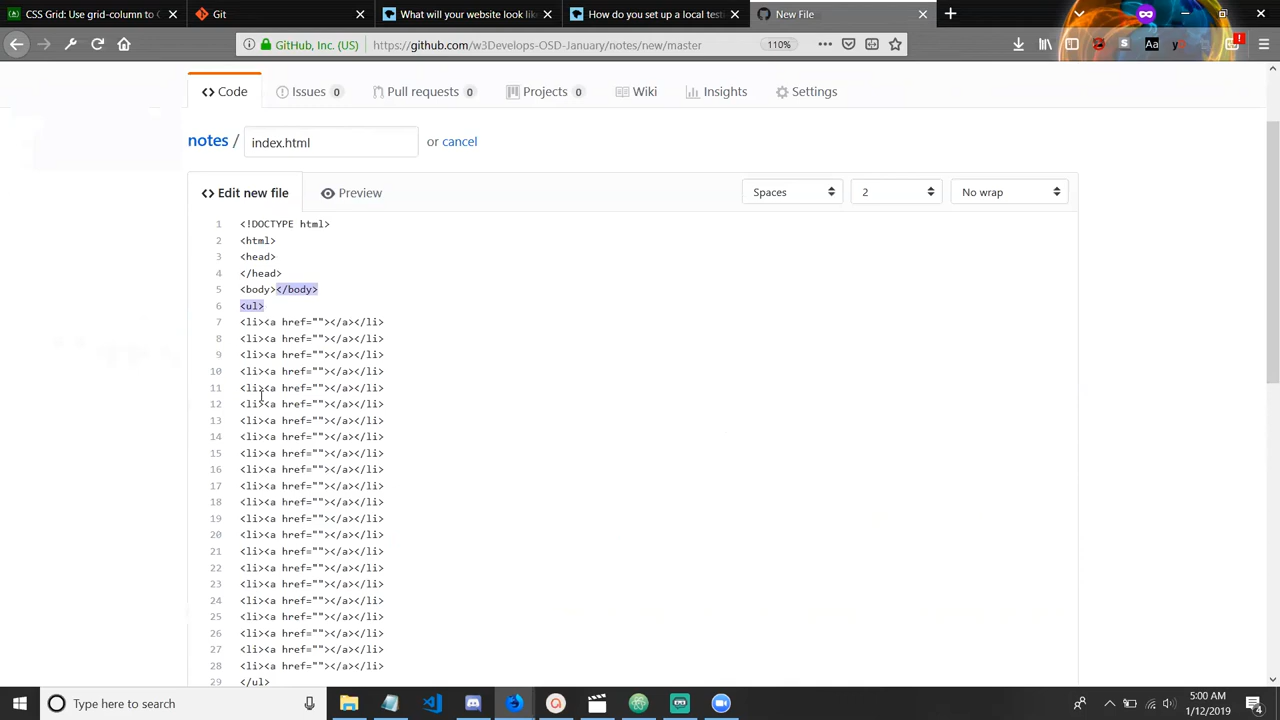 CSS Grid: Use grid-column to C
Git
What will your website look lik
How do you set up a local test
New File
GitHub, Inc. (US)
https://github.com/w3Develops-OSD-January/notes/new/master
110%
Aa
Code
Issues 0
Pull requests 0
Projects 0
Wiki
Insights
Settings
notes / index.html or cancel
<> Edit new file
Preview
Spaces
2
No wrap
1 <!DOCTYPE html>
2 <html>
3 <head>
4 </head>
5 <body></body>
6 <ul>
7 <li><a href=""></a></li>
8 <li><a href=""></a></li>
9 <li><a href=""></a></li>
10 <li><a href=""></a></li>
11 <li><a href=""></a></li>
12 <li><a href=""></a></li>
13 <li><a href=""></a></li>
14 <li><a href=""></a></li>
15 <li><a href=""></a></li>
16 <li><a href=""></a></li>
17 <li><a href=""></a></li>
18 <li><a href=""></a></li>
19 <li><a href=""></a></li>
20 <li><a href=""></a></li>
21 <li><a href=""></a></li>
22 <li><a href=""></a></li>
23 <li><a href=""></a></li>
24 <li><a href=""></a></li>
25 <li><a href=""></a></li>
26 <li><a href=""></a></li>
27 <li><a href=""></a></li>
28 <li><a href=""></a></li>
29 </ul>
Type here to search
5:00 AM
1/12/2019
4